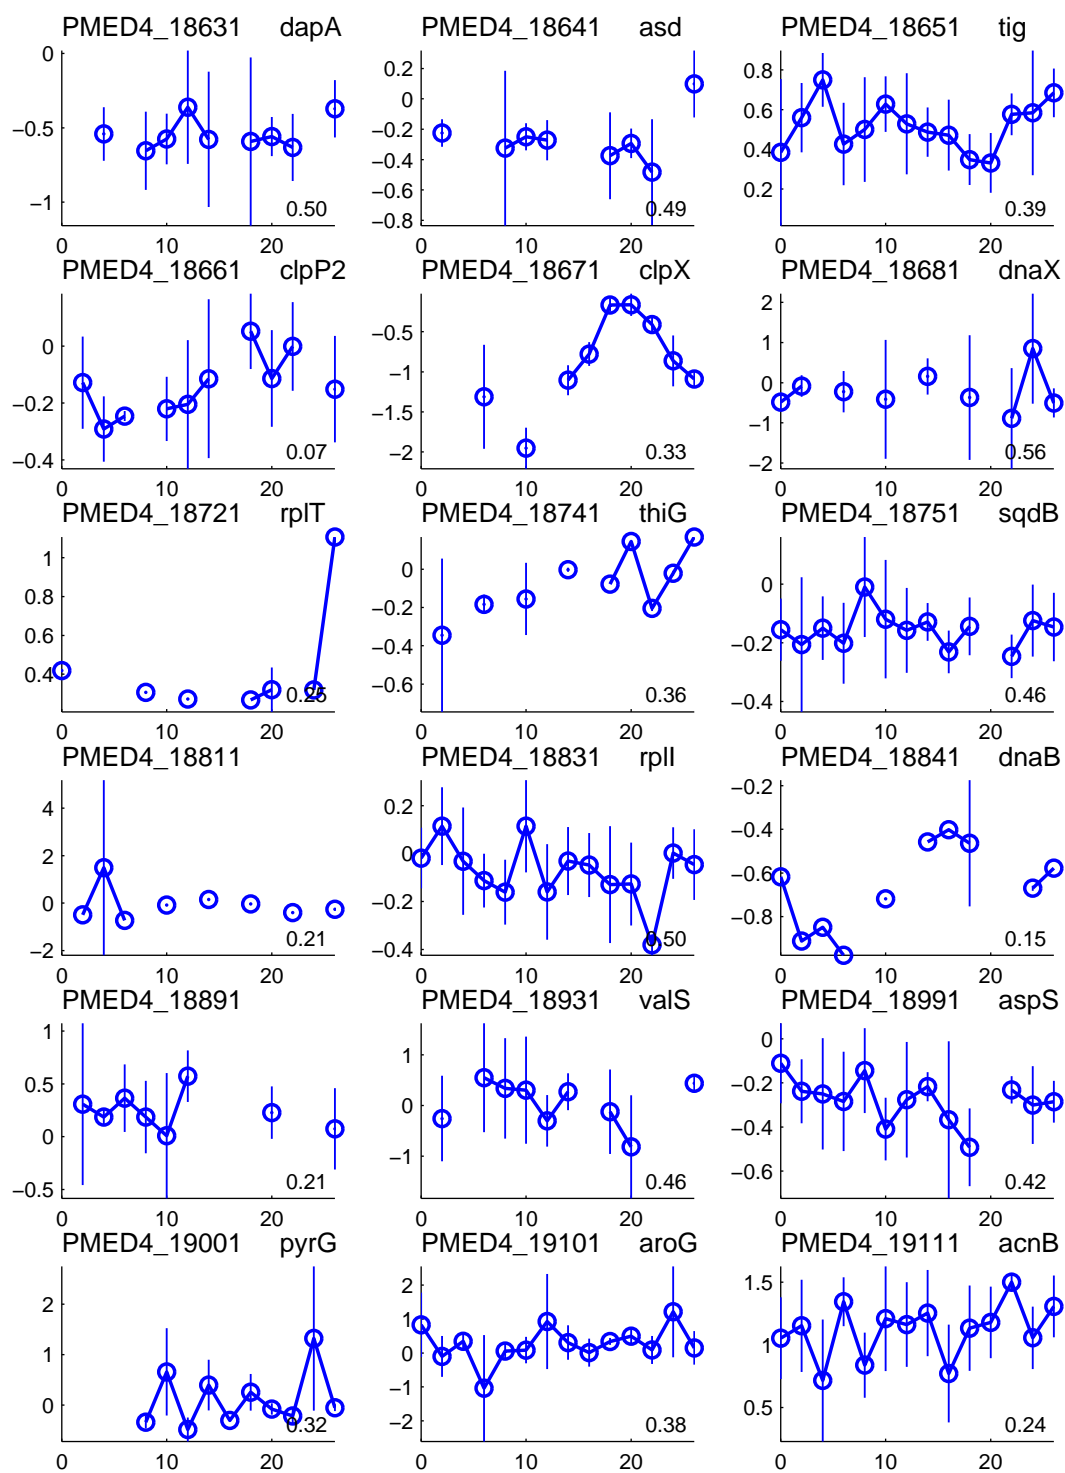 PMED4_18631 dapA PMED4_18641 asd PMED4_18651 tig
0 −0.5 −1 0.50 0 10 20
0.2 0 −0.2 −0.4 −0.6 −0.8 0.49 0 10 20
0.8 0.6 0.4 0.2 0.39 0 10 20
PMED4_18661 clpP2 PMED4_18671 clpX PMED4_18681 dnaX
0 −0.2 −0.4 0.07 0 10 20
−0.5 −1 −1.5 −2 0.33 0 10 20
2 1 0 −1 −2 0.56 0 10 20
PMED4_18721 rplT PMED4_18741 thiG PMED4_18751 sqdB
1 0.8 0.6 0.4 0.25 0 10 20
0 −0.2 −0.4 −0.6 0.36 0 10 20
0 −0.2 −0.4 0.46 0 10 20
PMED4_18811 PMED4_18831 rplI PMED4_18841 dnaB
4 2 0 −2 0.21 0 10 20
0.2 0 −0.2 −0.4 0.50 0 10 20
−0.2 −0.4 −0.6 −0.8 0.15 0 10 20
PMED4_18891 PMED4_18931 valS PMED4_18991 aspS
1 0.5 0 −0.5 0.21 0 10 20
1 0 −1 0.46 0 10 20
0 −0.2 −0.4 −0.6 0.42 0 10 20
PMED4_19001 pyrG PMED4_19101 aroG PMED4_19111 acnB
2 1 0 0.32 0 10 20
2 1 0 −1 −2 0.38 0 10 20
1.5 1 0.5 0.24 0 10 20